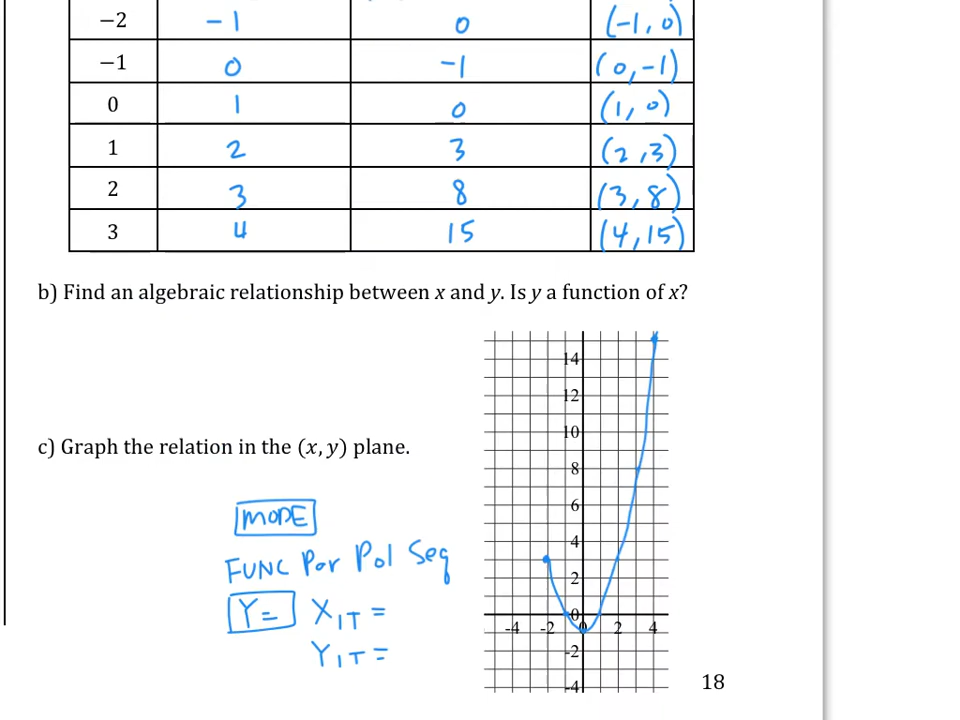 −2 −1 0 (-1, 0)
−1 0 -1 (0, -1)
0 1 0 (1, 0)
1 2 3 (2, 3)
2 3 8 (3, 8)
3 4 15 (4, 15)
b) Find an algebraic relationship between x and y. Is y a function of x?
14
12
10
c) Graph the relation in the (x, y) plane.
8
6
MODE
4
FUNC Par Pol Seq
2
Y= X1T =
0
-4 -2 0 2 4
Y1T =
-2
-4
18